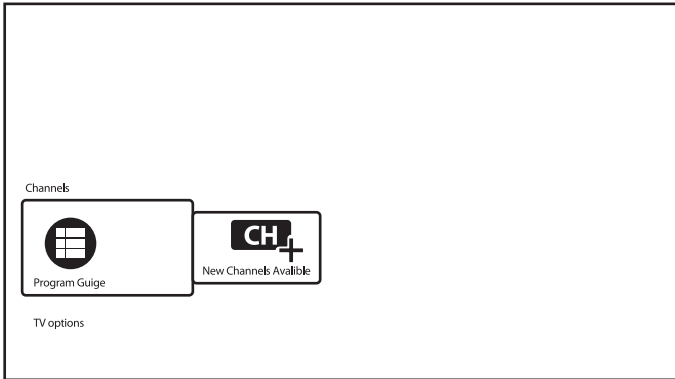 Channels
CH
Program Guige
New Channels Avalible
TV options